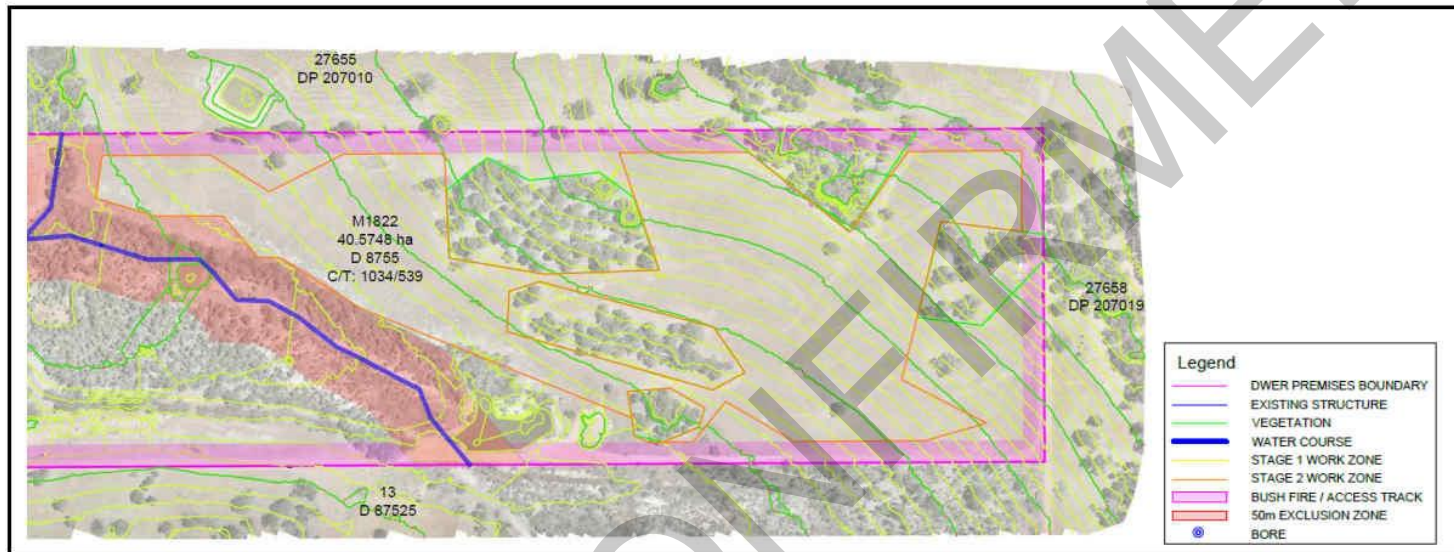 27655
DP 207010
M1822
40.5748 ha
D 8755
C/T: 1034/539
27658
DP 207019
13
D 87525
Legend
DWER PREMISES BOUNDARY
EXISTING STRUCTURE
VEGETATION
WATER COURSE
STAGE 1 WORK ZONE
STAGE 2 WORK ZONE
BUSH FIRE / ACCESS TRACK
50m EXCLUSION ZONE
BORE
ONFIRME